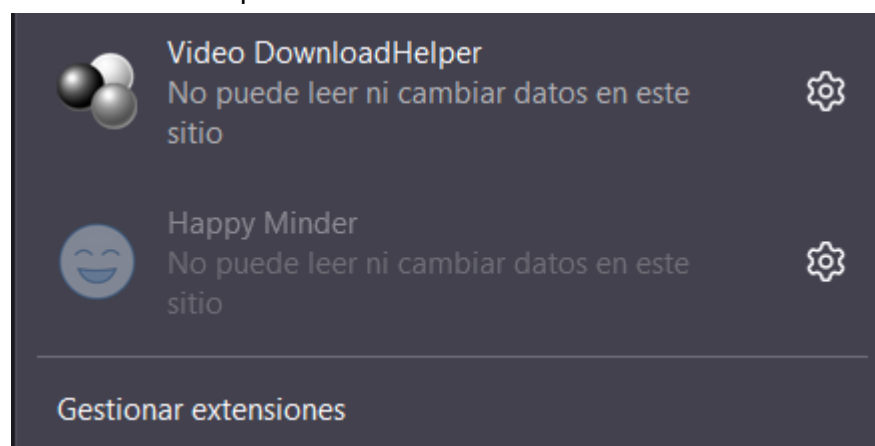 Video DownloadHelper
No puede leer ni cambiar datos en este
sitio
Happy Minder
No puede leer ni cambiar datos en este
sitio
Gestionar extensiones